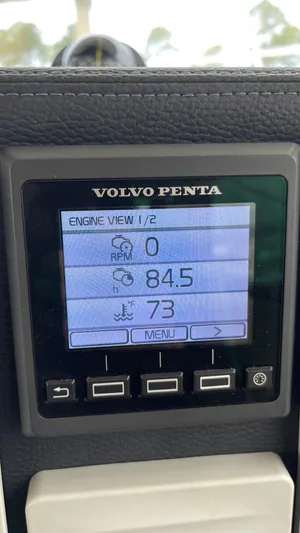 VOLVO PENTA
ENGINE VIEW 1/2
RPM 0
h 84.5
°F 73
MENU >